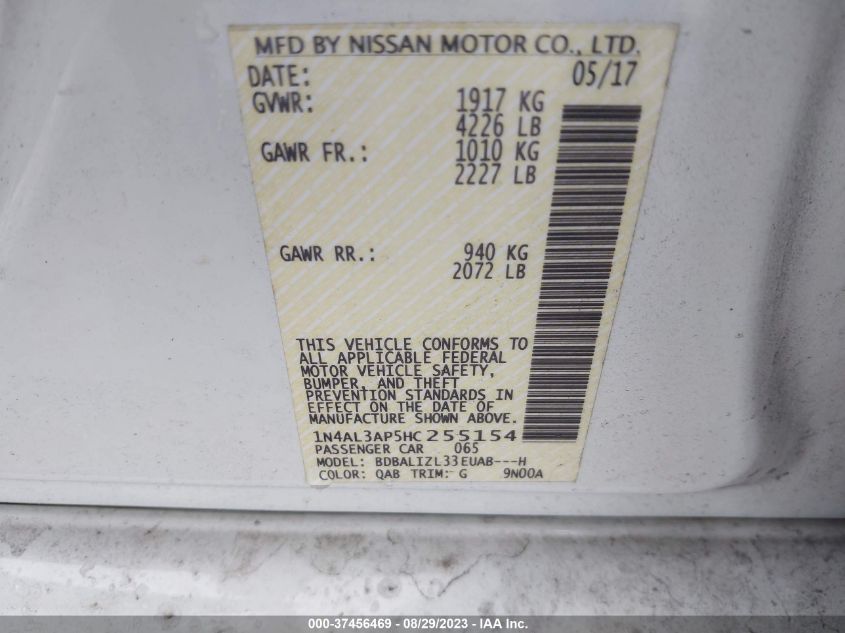 MFD BY NISSAN MOTOR CO., LTD.
DATE: 05/17
GVWR: 1917 KG
4226 LB
GAWR FR.: 1010 KG
2227 LB
GAWR RR.: 940 KG
2072 LB
THIS VEHICLE CONFORMS TO
ALL APPLICABLE FEDERAL
MOTOR VEHICLE SAFETY,
BUMPER, AND THEFT
PREVENTION STANDARDS IN
EFFECT ON THE DATE OF
MANUFACTURE SHOWN ABOVE.
1N4AL3AP5HC255154
PASSENGER CAR 065
MODEL: BDBALIZL33EUAB---H
COLOR: QAB TRIM: G 9N00A
000-37456469 - 08/29/2023 - IAA Inc.